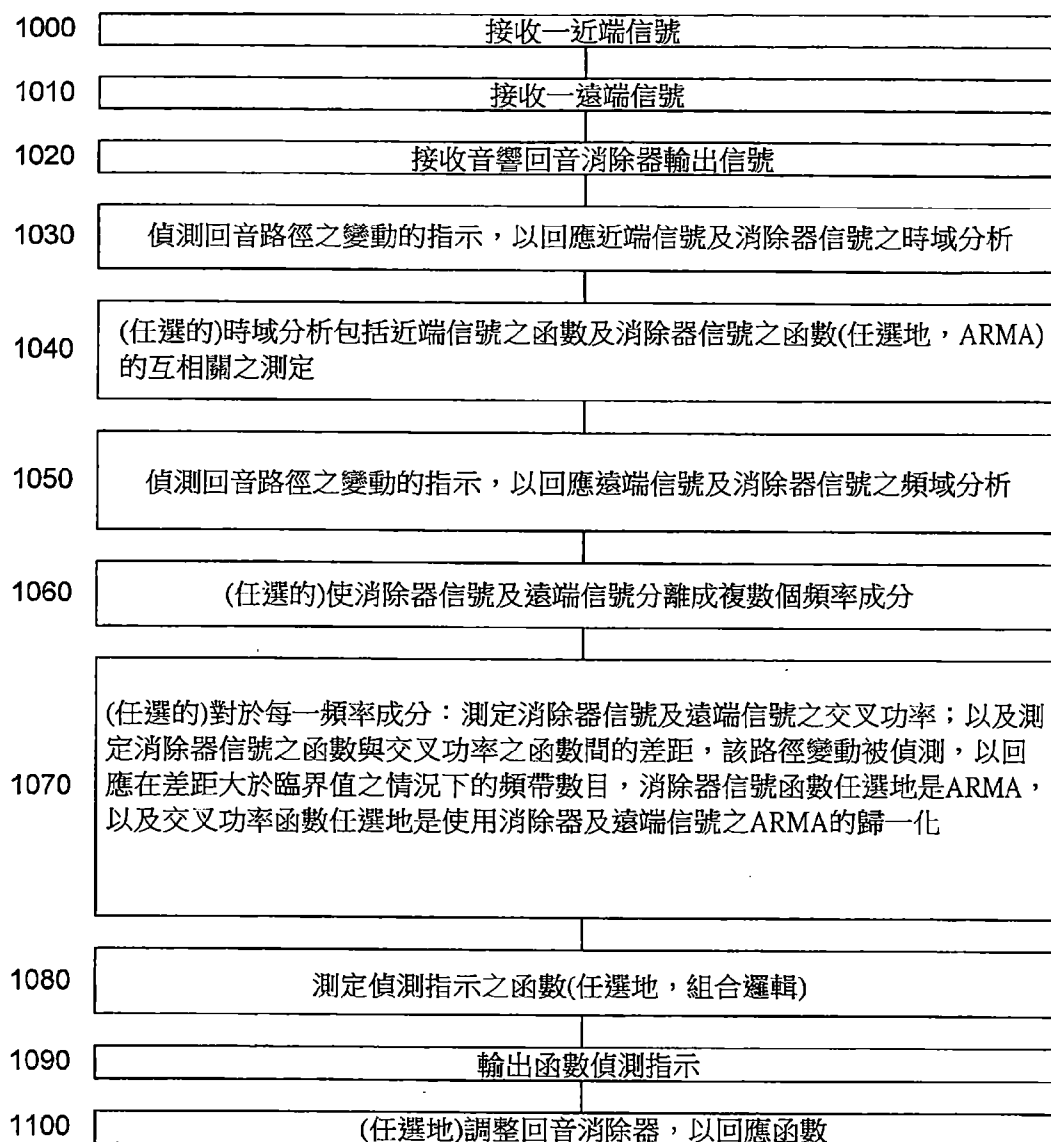 1000 接收一近端信號
1010 接收一遠端信號
1020 接收音響回音消除器輸出信號
1030 偵測回音路徑之變動的指示，以回應近端信號及消除器信號之時域分析
1040 (任選的)時域分析包括近端信號之函數及消除器信號之函數(任選地，ARMA)
的互相關之測定
1050 偵測回音路徑之變動的指示，以回應遠端信號及消除器信號之頻域分析
1060 (任選的)使消除器信號及遠端信號分離成複數個頻率成分
(任選的)對於每一頻率成分：測定消除器信號及遠端信號之交叉功率；以及測
定消除器信號之函數與交叉功率之函數間的差距，該路徑變動被偵測，以回
1070 應在差距大於臨界值之情況下的頻帶數目，消除器信號函數任選地是ARMA，
以及交叉功率函數任選地是使用消除器及遠端信號之ARMA的歸一化
1080 測定偵測指示之函數(任選地，組合邏輯)
1090 輸出函數偵測指示
1100 (任選地)調整回音消除器，以回應函數